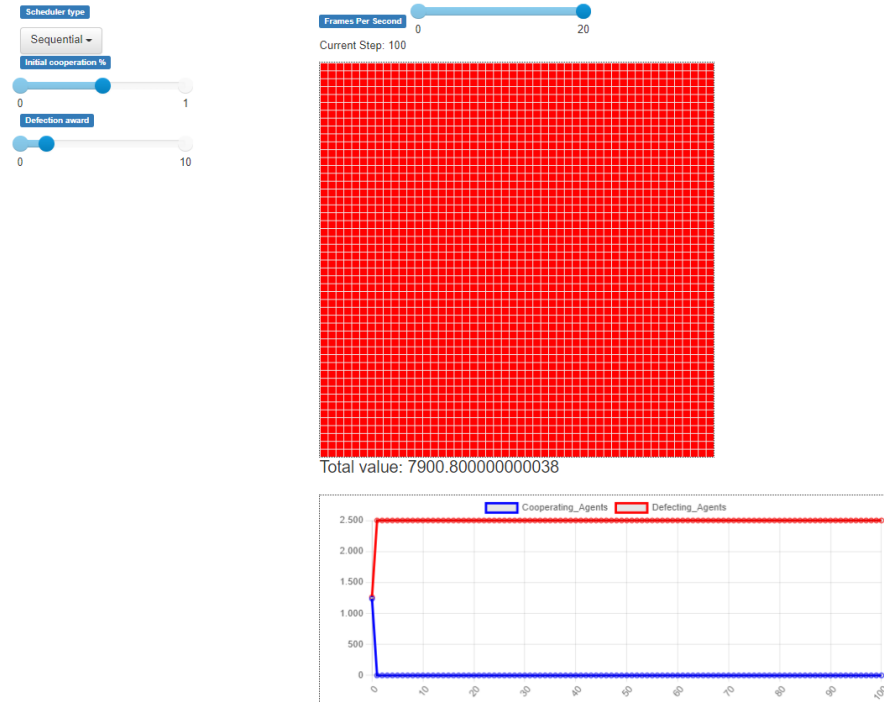 Scheduler type
Sequential
Initial cooperation %
0 1
Defection award
0 10
Frames Per Second
0 20
Current Step: 100
Total value: 7900.800000000038
Cooperating_Agents Defecting_Agents
2.500
2.000
1.500
1.000
500
0
0 10 20 30 40 50 60 70 80 90 100